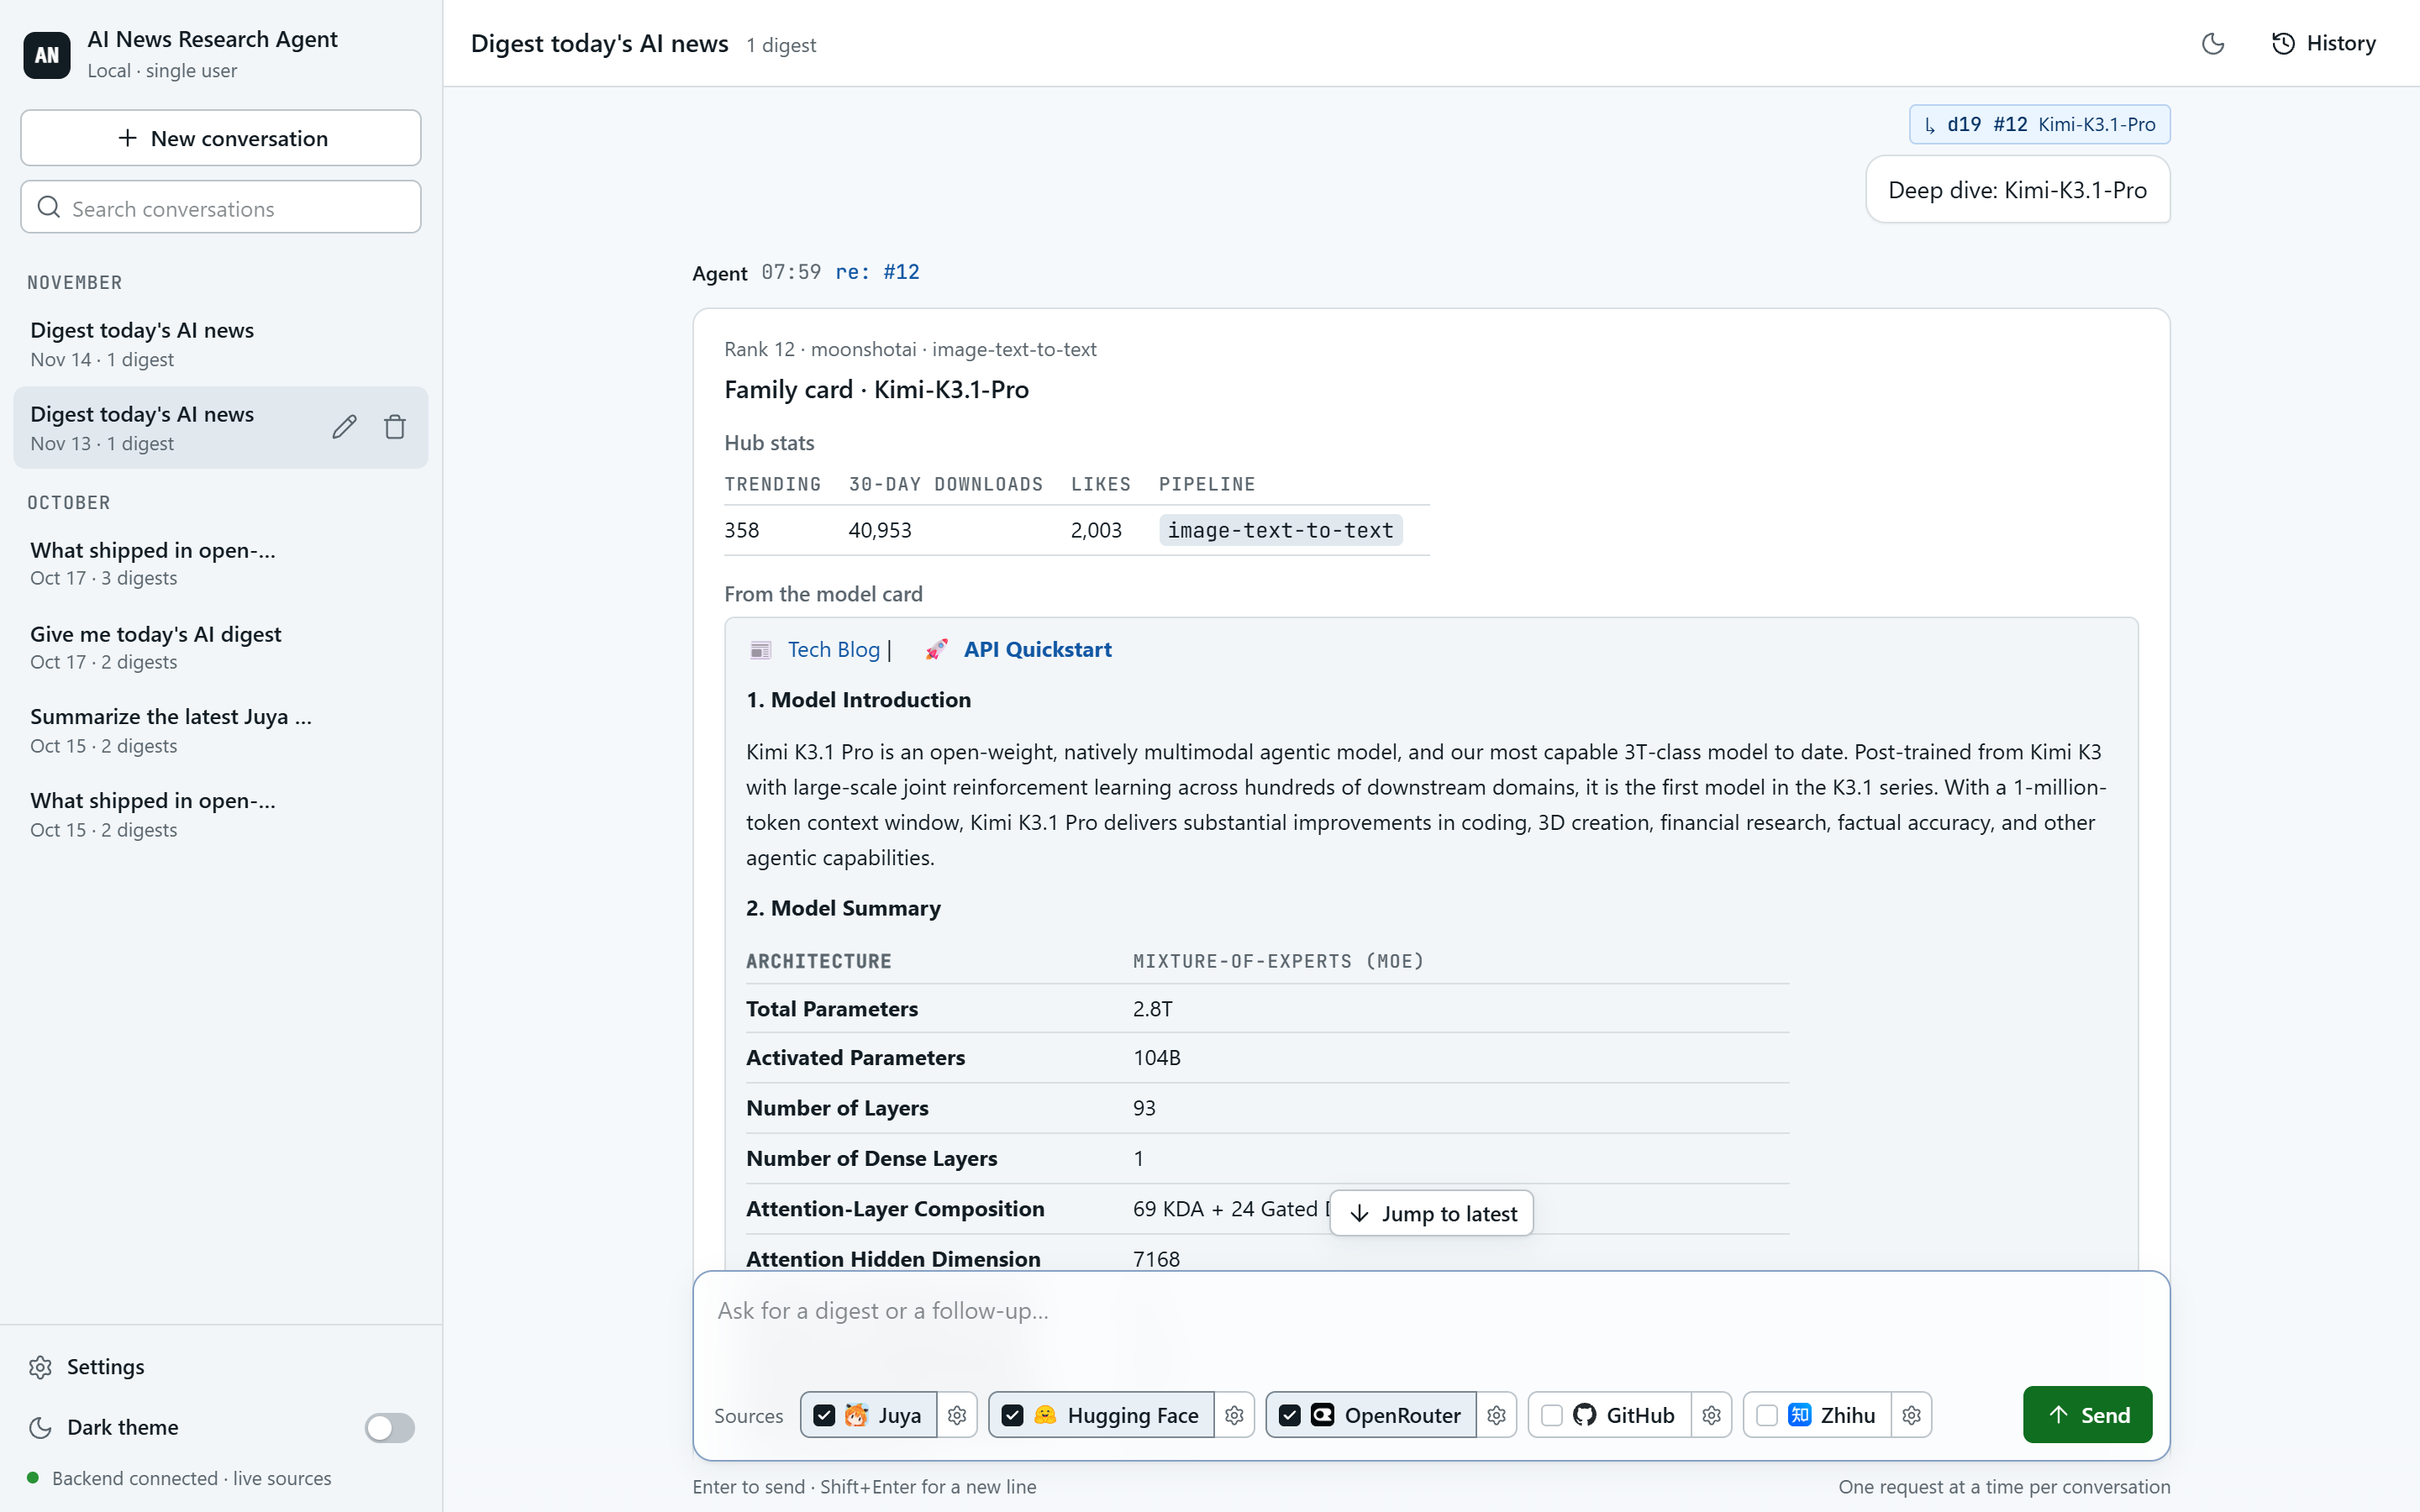 AN
AI News Research Agent
Local · single user
New conversation
Search conversations
NOVEMBER
Digest today's AI news
Nov 14 · 1 digest
Digest today's AI news
Nov 13 · 1 digest
OCTOBER
What shipped in open-...
Oct 17 · 3 digests
Give me today's AI digest
Oct 17 · 2 digests
Summarize the latest Juya ...
Oct 15 · 2 digests
What shipped in open-...
Oct 15 · 2 digests
Settings
Dark theme
Backend connected · live sources
Digest today's AI news 1 digest
History
d19 #12 Kimi-K3.1-Pro
Deep dive: Kimi-K3.1-Pro
Agent 07:59 re: #12
Rank 12 · moonshotai · image-text-to-text
Family card · Kimi-K3.1-Pro
Hub stats
TRENDING 30-DAY DOWNLOADS LIKES PIPELINE
358 40,953 2,003 image-text-to-text
From the model card
Tech Blog | API Quickstart
1. Model Introduction
Kimi K3.1 Pro is an open-weight, natively multimodal agentic model, and our most capable 3T-class model to date. Post-trained from Kimi K3
with large-scale joint reinforcement learning across hundreds of downstream domains, it is the first model in the K3.1 series. With a 1-million-
token context window, Kimi K3.1 Pro delivers substantial improvements in coding, 3D creation, financial research, factual accuracy, and other
agentic capabilities.
2. Model Summary
ARCHITECTURE MIXTURE-OF-EXPERTS (MOE)
Total Parameters 2.8T
Activated Parameters 104B
Number of Layers 93
Number of Dense Layers 1
Attention-Layer Composition 69 KDA + 24 Gated
Jump to latest
Attention Hidden Dimension 7168
Ask for a digest or a follow-up...
Sources Juya Hugging Face OpenRouter GitHub 知 Zhihu Send
Enter to send · Shift+Enter for a new line
One request at a time per conversation